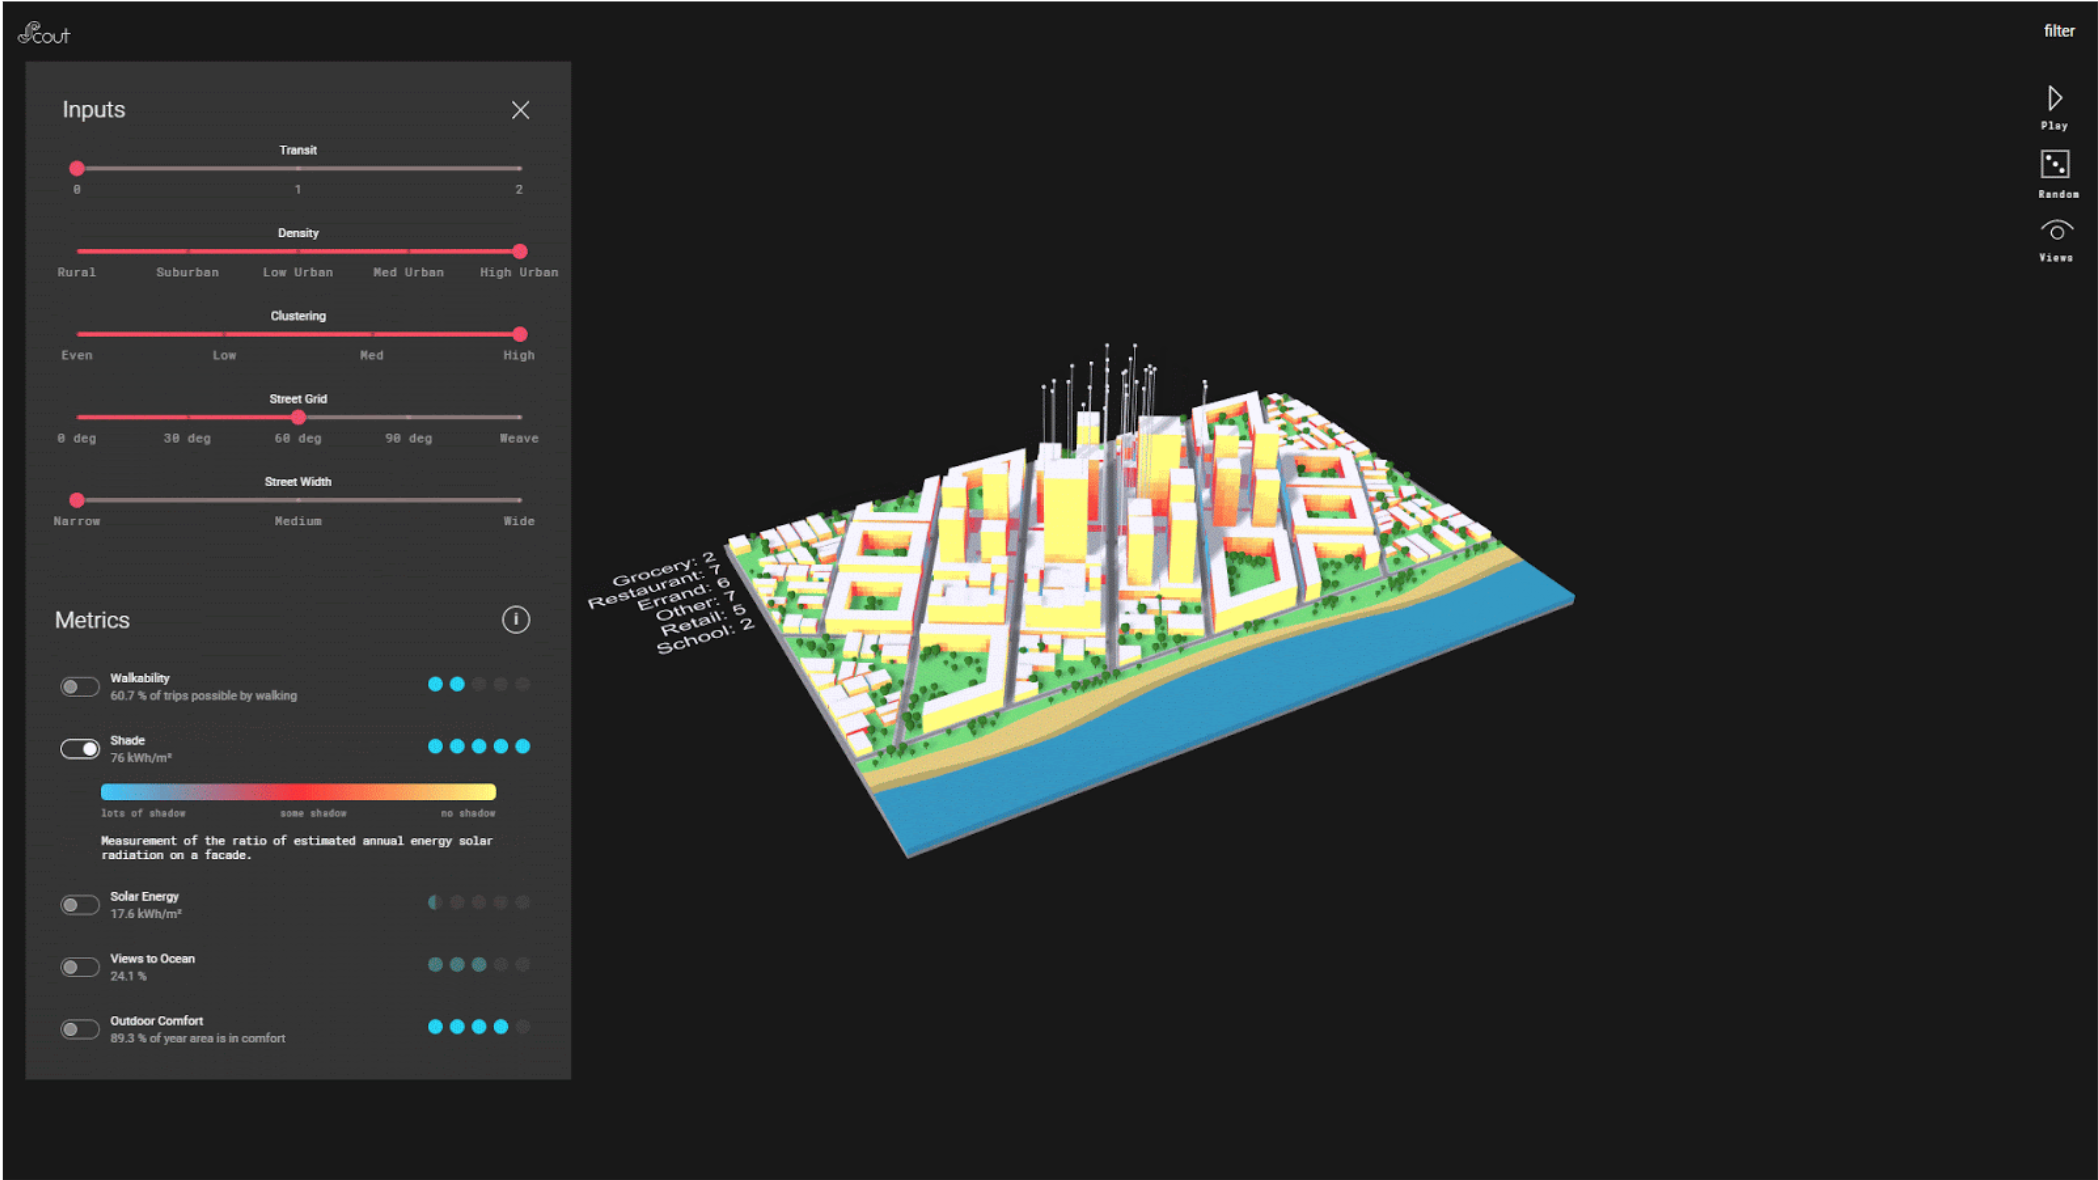 Scout
filter
Inputs
Transit
0 1 2
Density
Rural Suburban Low Urban Med Urban High Urban
Clustering
Even Low Med High
Street Grid
0 deg 30 deg 60 deg 90 deg Weave
Street Width
Narrow Medium Wide
Metrics
i
Walkability
60.7 % of trips possible by walking
Shade
76 kWh/m²
lots of shadow some shadow no shadow
Measurement of the ratio of estimated annual energy solar
radiation on a facade.
Solar Energy
17.6 kWh/m²
Views to Ocean
24.1 %
Outdoor Comfort
89.3 % of year area is in comfort
Grocery: 2
Restaurant: 7
Errand: 6
Other: 7
Retail: 5
School: 2
Play
Random
Views